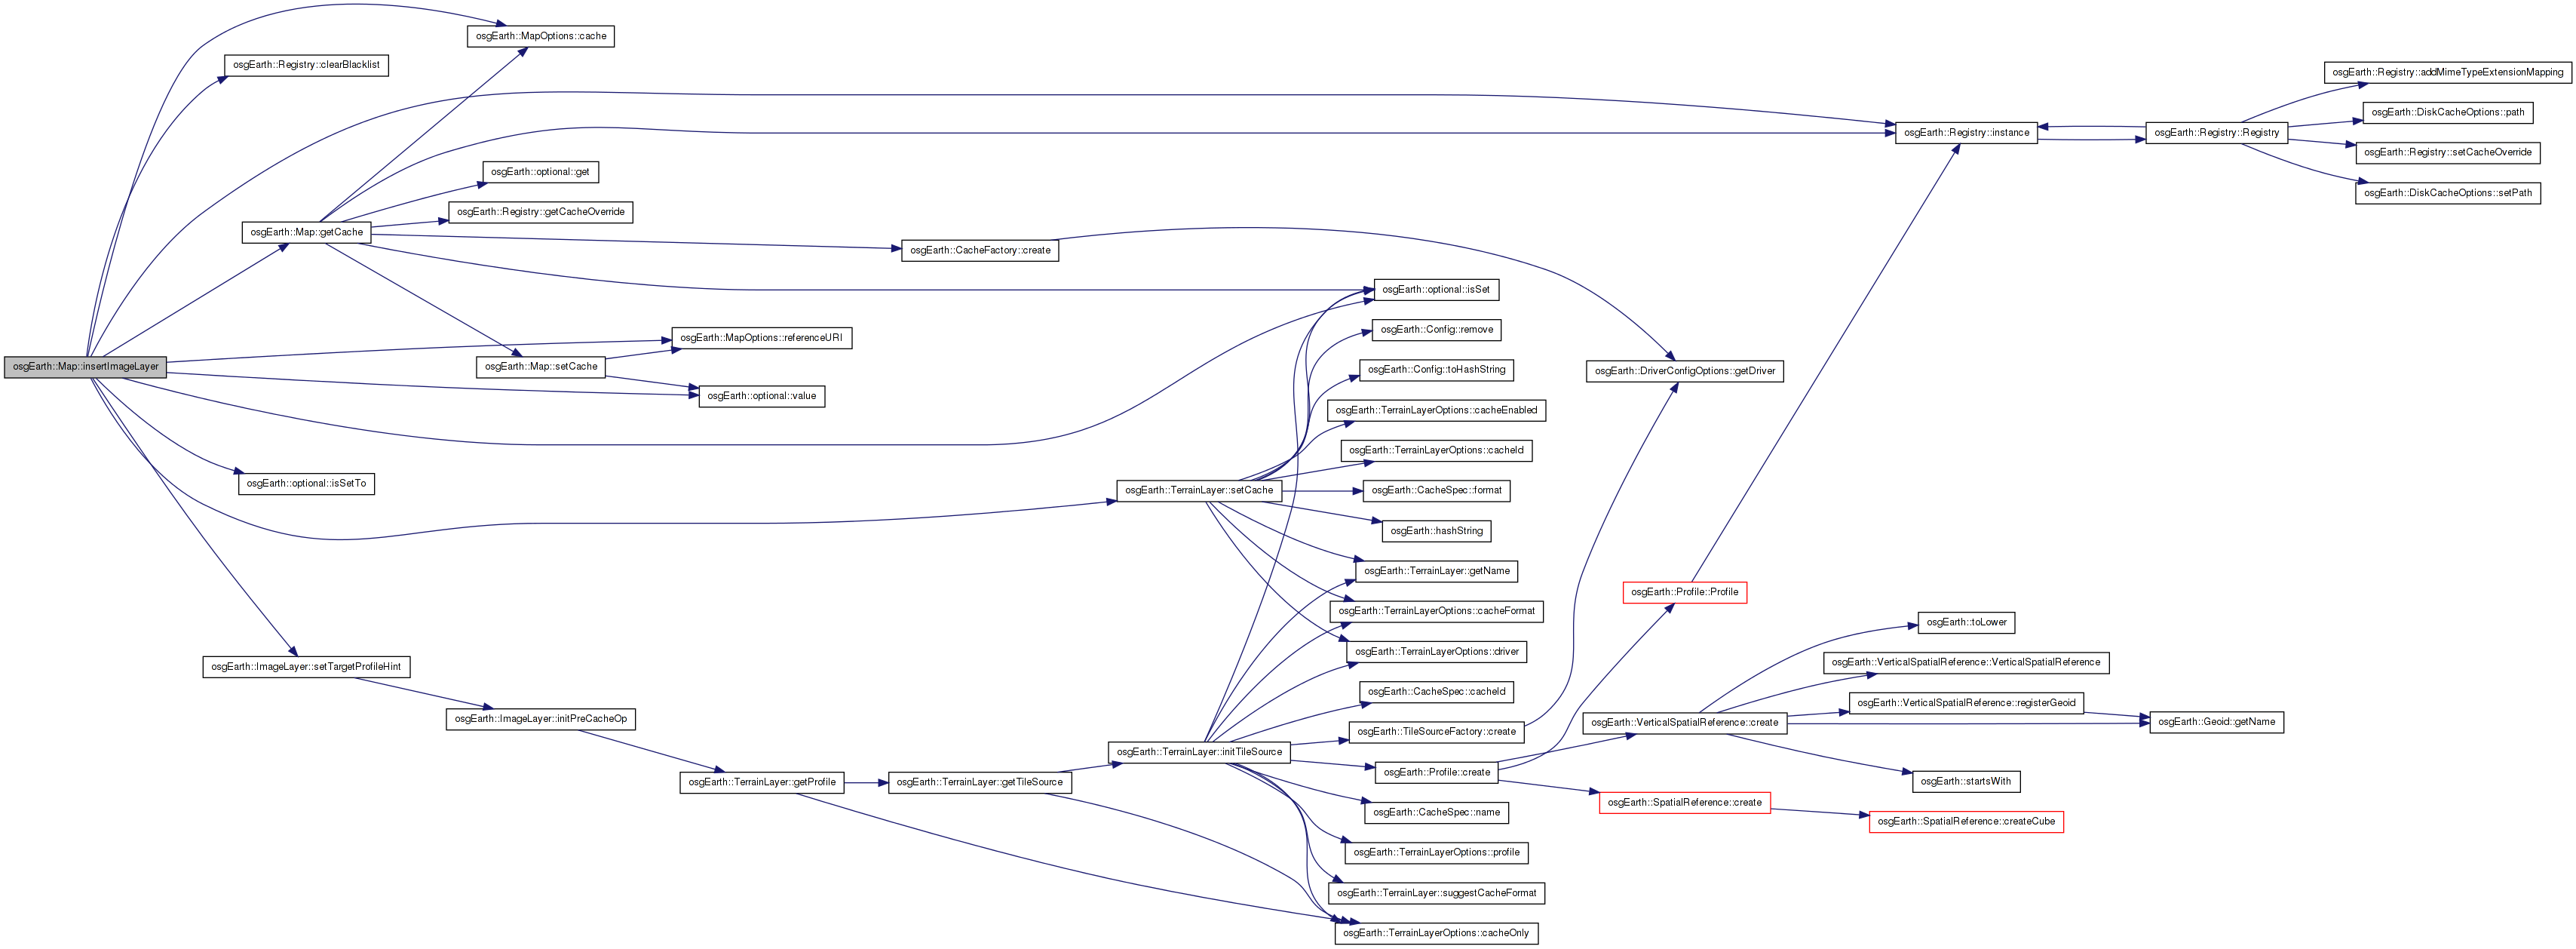 osgEarth::MapOptions::cache
osgEarth::Registry::clearBlacklist
osgEarth::Registry::addMimeTypeExtensionMapping
osgEarth::DiskCacheOptions::path
osgEarth::Registry::instance
osgEarth::Registry::Registry
osgEarth::Registry::setCacheOverride
osgEarth::optional::get
osgEarth::DiskCacheOptions::setPath
osgEarth::Registry::getCacheOverride
osgEarth::Map::getCache
osgEarth::CacheFactory::create
osgEarth::optional::isSet
osgEarth::Config::remove
osgEarth::MapOptions::referenceURI
osgEarth::Map::insertImageLayer
osgEarth::Map::setCache
osgEarth::Config::toHashString
osgEarth::DriverConfigOptions::getDriver
osgEarth::optional::value
osgEarth::TerrainLayerOptions::cacheEnabled
osgEarth::TerrainLayerOptions::cacheId
osgEarth::optional::isSetTo
osgEarth::TerrainLayer::setCache
osgEarth::CacheSpec::format
osgEarth::hashString
osgEarth::TerrainLayer::getName
osgEarth::Profile::Profile
osgEarth::TerrainLayerOptions::cacheFormat
osgEarth::toLower
osgEarth::TerrainLayerOptions::driver
osgEarth::VerticalSpatialReference::VerticalSpatialReference
osgEarth::ImageLayer::setTargetProfileHint
osgEarth::CacheSpec::cacheId
osgEarth::VerticalSpatialReference::registerGeoid
osgEarth::ImageLayer::initPreCacheOp
osgEarth::TileSourceFactory::create
osgEarth::VerticalSpatialReference::create
osgEarth::Geoid::getName
osgEarth::TerrainLayer::initTileSource
osgEarth::Profile::create
osgEarth::TerrainLayer::getProfile
osgEarth::TerrainLayer::getTileSource
osgEarth::startsWith
osgEarth::SpatialReference::create
osgEarth::CacheSpec::name
osgEarth::SpatialReference::createCube
osgEarth::TerrainLayerOptions::profile
osgEarth::TerrainLayer::suggestCacheFormat
osgEarth::TerrainLayerOptions::cacheOnly